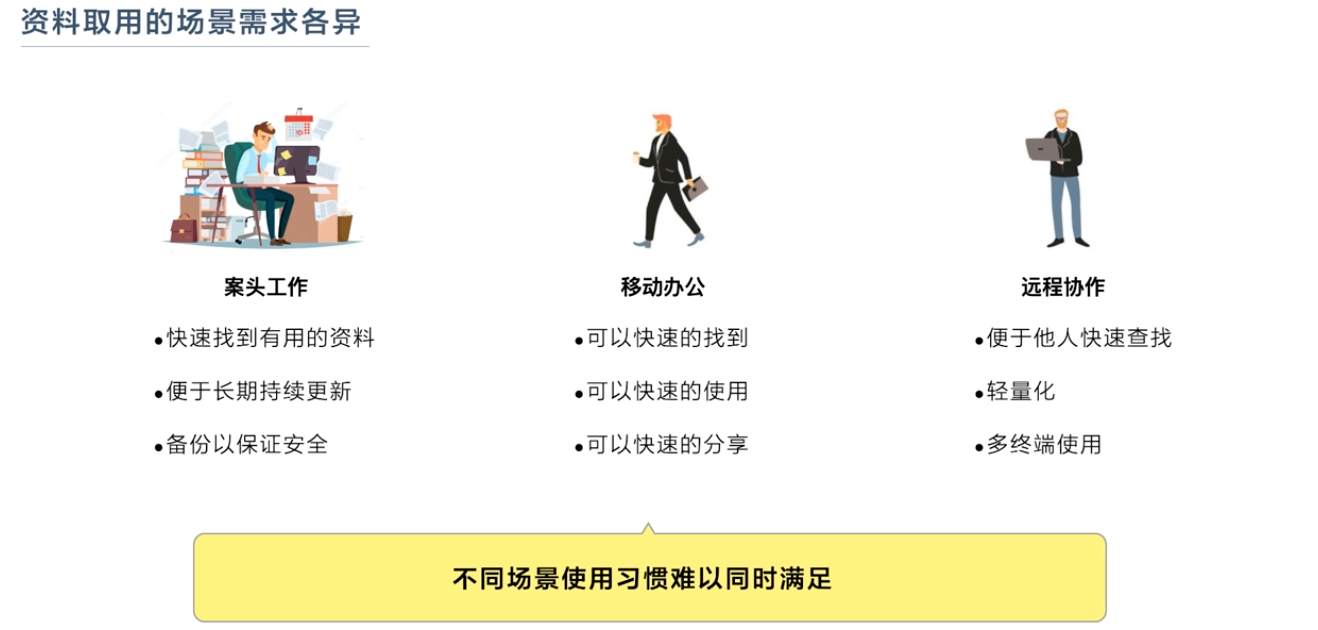 资料取用的场景需求各异
案头工作
•快速找到有用的资料
•便于长期持续更新
•备份以保证安全
移动办公
•可以快速的找到
•可以快速的使用
•可以快速的分享
远程协作
•便于他人快速查找
•轻量化
•多终端使用
不同场景使用习惯难以同时满足